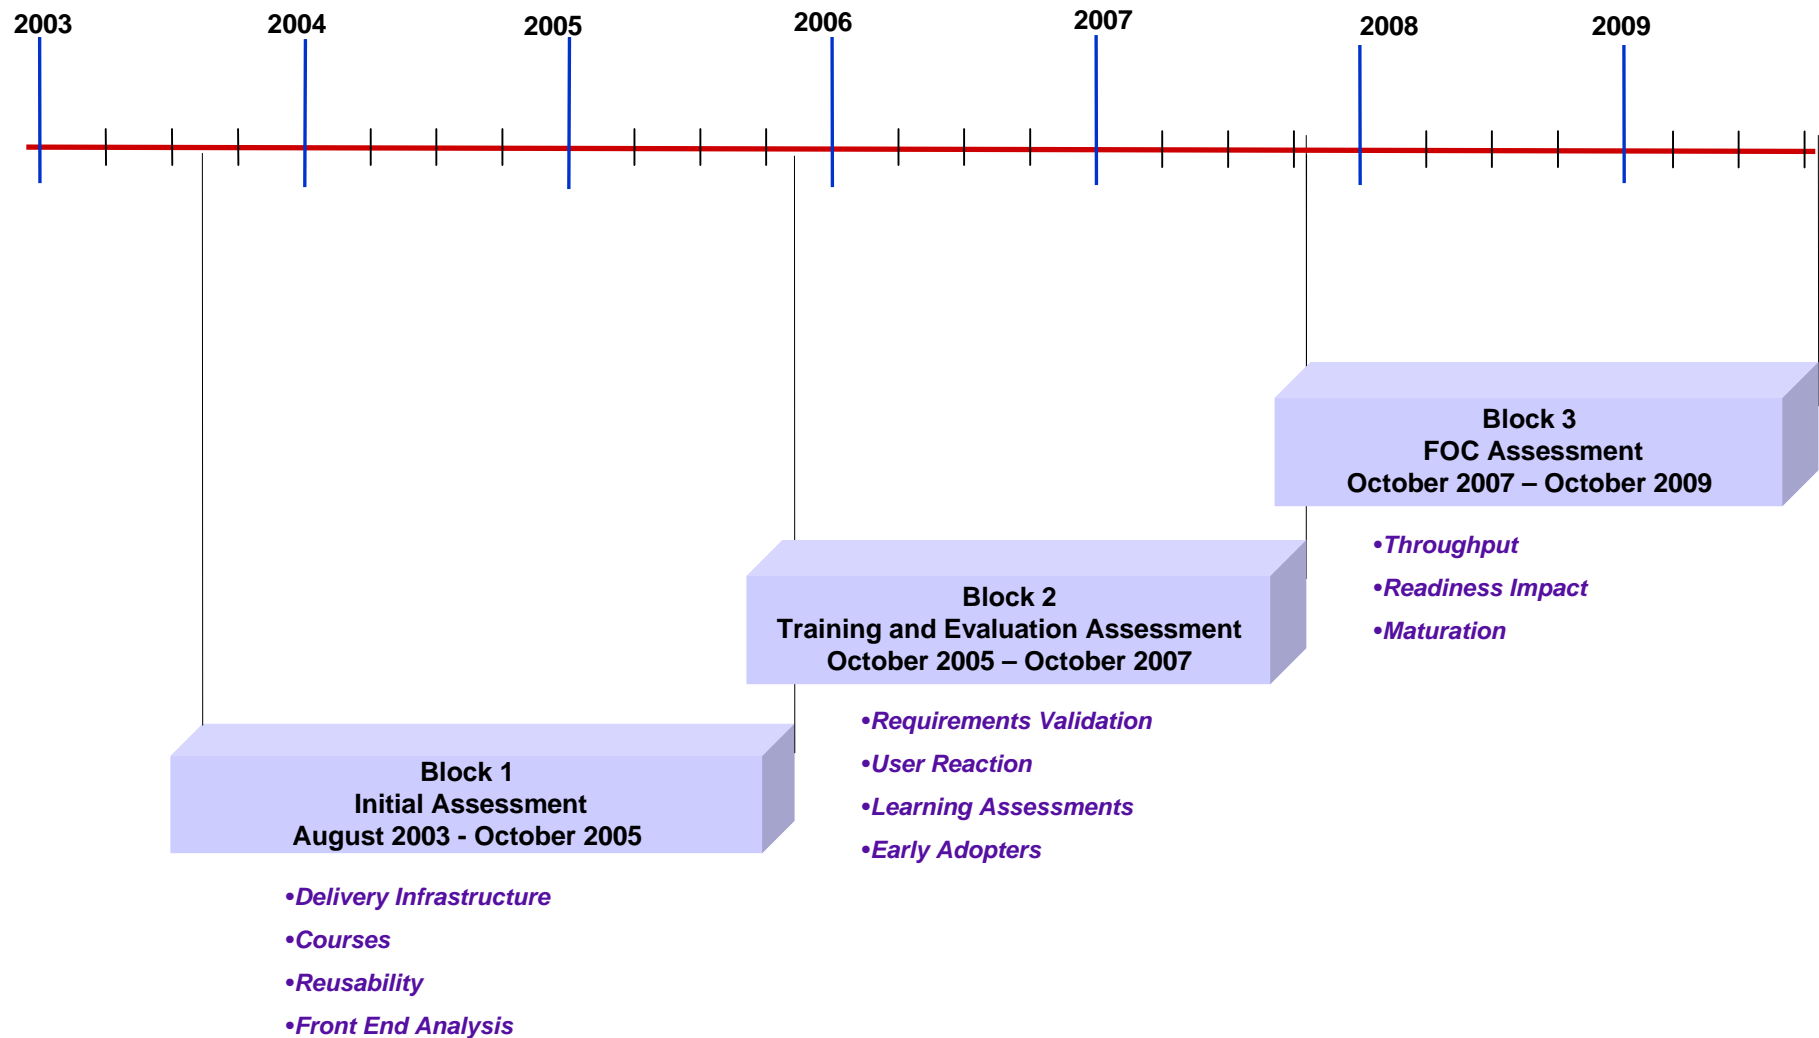 2003
2004
2005
2006
2007
2008
2009
Block 3
FOC Assessment
October 2007 – October 2009
•Throughput
•Readiness Impact
•Maturation
Block 2
Training and Evaluation Assessment
October 2005 – October 2007
•Requirements Validation
•User Reaction
•Learning Assessments
•Early Adopters
Block 1
Initial Assessment
August 2003 - October 2005
•Delivery Infrastructure
•Courses
•Reusability
•Front End Analysis